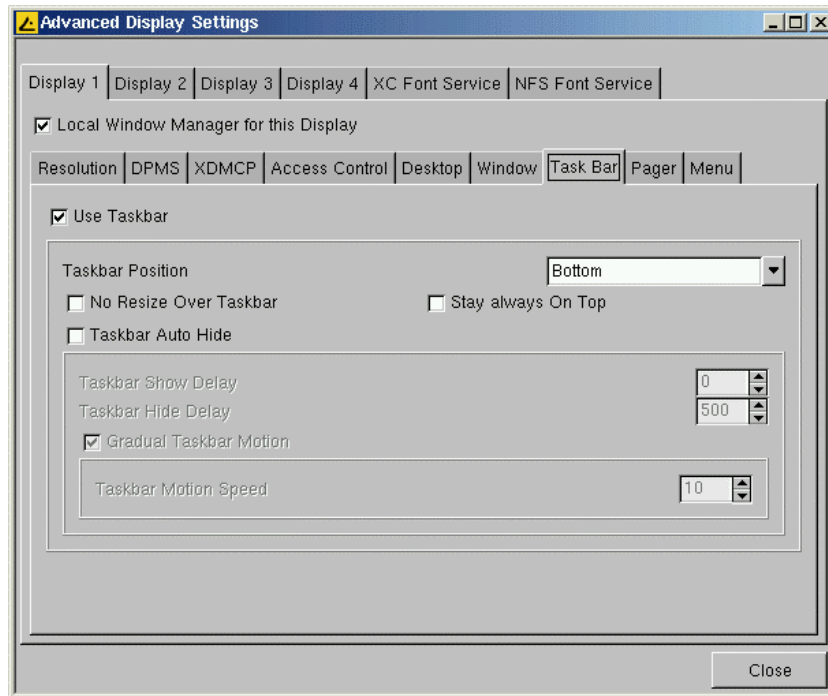 Advanced Display Settings
Display 1 Display 2 Display 3 Display 4 XC Font Service NFS Font Service
Local Window Manager for this Display
Resolution DPMS XDMCP Access Control Desktop Window Task Bar Pager Menu
Use Taskbar
Taskbar Position Bottom
No Resize Over Taskbar Stay always On Top
Taskbar Auto Hide
Taskbar Show Delay 0
Taskbar Hide Delay 500
Gradual Taskbar Motion
Taskbar Motion Speed 10
Close